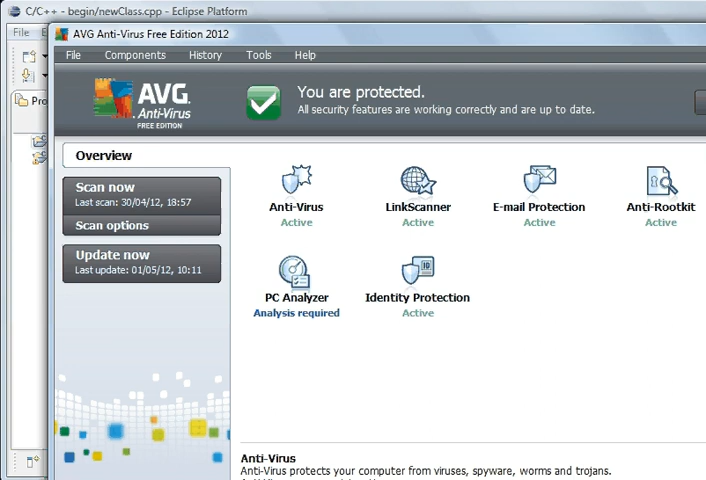 C/C++ - begin/newClass.cpp - Eclipse Platform
File
AVG Anti-Virus Free Edition 2012
File Components History Tools Help
AVG.
Anti-Virus
FREE EDITION
You are protected.
All security features are working correctly and are up to date.
Pro
Overview
Scan now
Last scan: 30/04/12, 18:57
Scan options
Update now
Last update: 01/05/12, 10:11
Anti-Virus
Active
LinkScanner
Active
E-mail Protection
Active
Anti-Rootkit
Active
PC Analyzer
Analysis required
Identity Protection
Active
Anti-Virus
Anti-Virus protects your computer from viruses, spyware, worms and trojans.